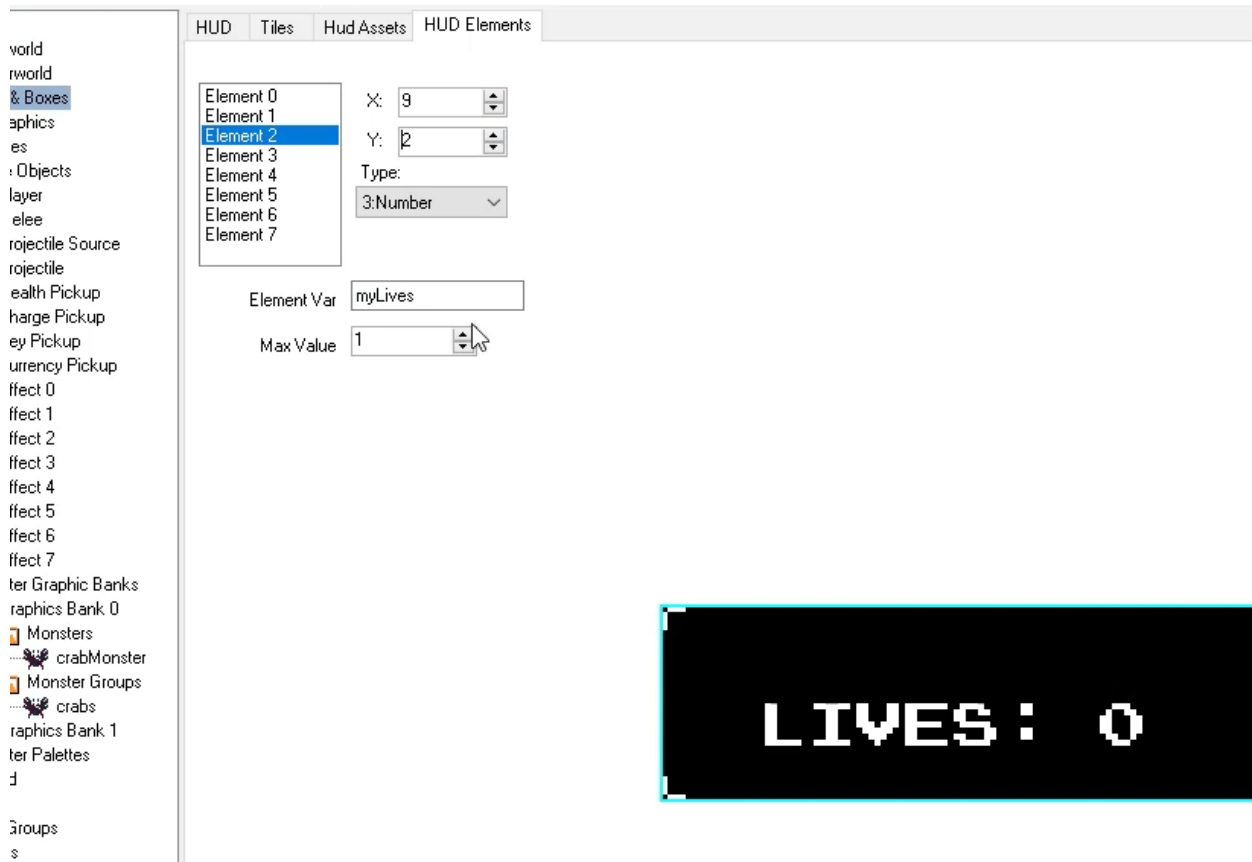 HUD
Tiles
Hud Assets
HUD Elements
world
rworld
& Boxes
aphics
es
Objects
layer
elee
rojectile Source
rojectile
ealth Pickup
harge Pickup
ey Pickup
urrency Pickup
ffect 0
ffect 1
ffect 2
ffect 3
ffect 4
ffect 5
ffect 6
ffect 7
ter Graphic Banks
raphics Bank 0
Monsters
crabMonster
Monster Groups
crabs
raphics Bank 1
ter Palettes
d
Groups
s
Element 0
Element 1
Element 2
Element 3
Element 4
Element 5
Element 6
Element 7
X: 9
Y: 2
Type:
3:Number
Element Var myLives
Max Value 1
LIVES: 0